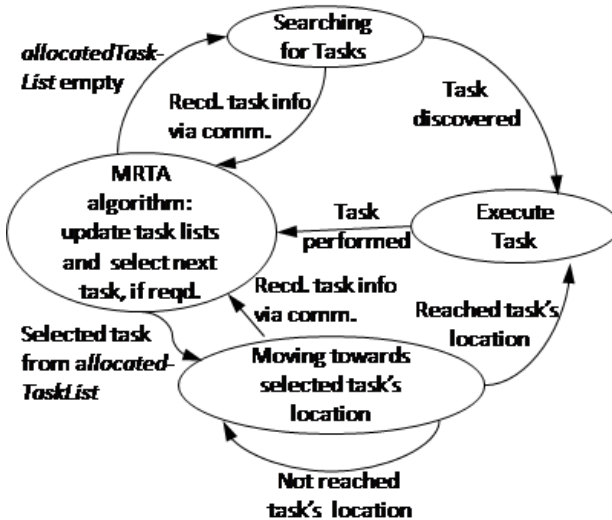 Searching
for Tasks
allocatedTask-
List empty
Recd. task info
via comm.
Task
discovered
MRTA
algorithm:
update task lists
and select next
task, if reqd.
Task
performed
Execute
Task
Recd. task info
via comm.
Reached task's
location
Selected task
from allocated-
TaskList
Moving towards
selected task's
location
Not reached
task's location